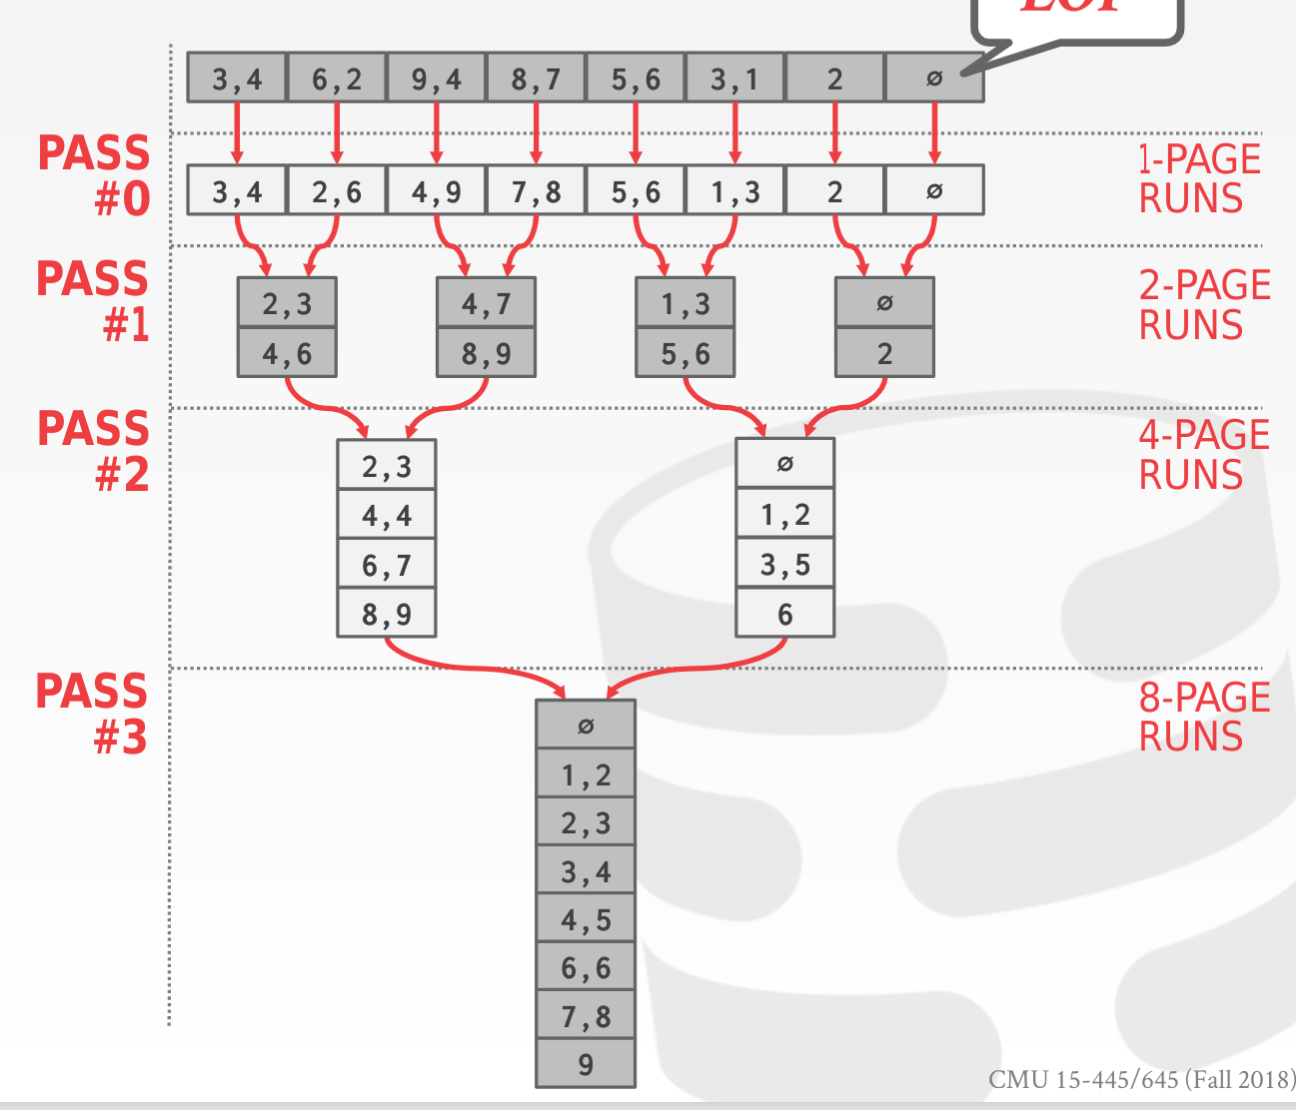 EOF
3,4 6,2 9,4 8,7 5,6 3,1 2 ∅
PASS
#0
3,4 2,6 4,9 7,8 5,6 1,3 2 ∅
1-PAGE
RUNS
PASS
#1
2,3 4,7 1,3 ∅
4,6 8,9 5,6 2
2-PAGE
RUNS
PASS
#2
2,3 ∅
4,4 1,2
6,7 3,5
8,9 6
4-PAGE
RUNS
PASS
#3
∅
1,2
2,3
3,4
4,5
6,6
7,8
9
8-PAGE
RUNS
CMU 15-445/645 (Fall 2018)